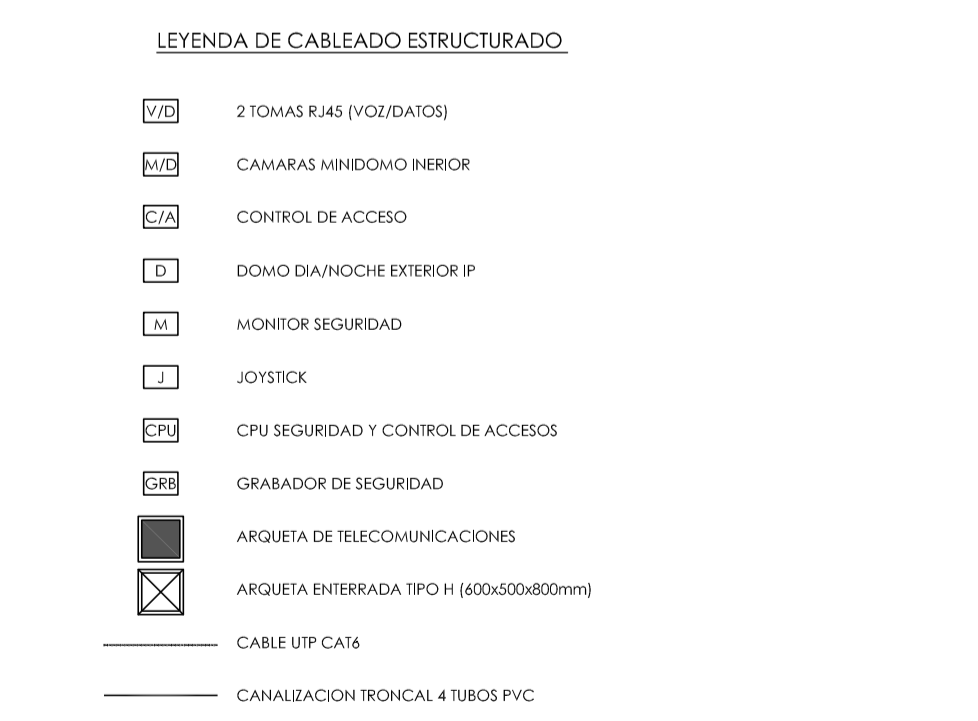 LEYENDA DE CABLEADO ESTRUCTURADO
V/D 2 TOMAS RJ45 (VOZ/DATOS)
M/D CAMARAS MINIDOMO INERIOR
C/A CONTROL DE ACCESO
D DOMO DIA/NOCHE EXTERIOR IP
M MONITOR SEGURIDAD
J JOYSTICK
CPU CPU SEGURIDAD Y CONTROL DE ACCESOS
GRB GRABADOR DE SEGURIDAD
ARQUETA DE TELECOMUNICACIONES
ARQUETA ENTERRADA TIPO H (600x500x800mm)
CABLE UTP CAT6
CANALIZACION TRONCAL 4 TUBOS PVC